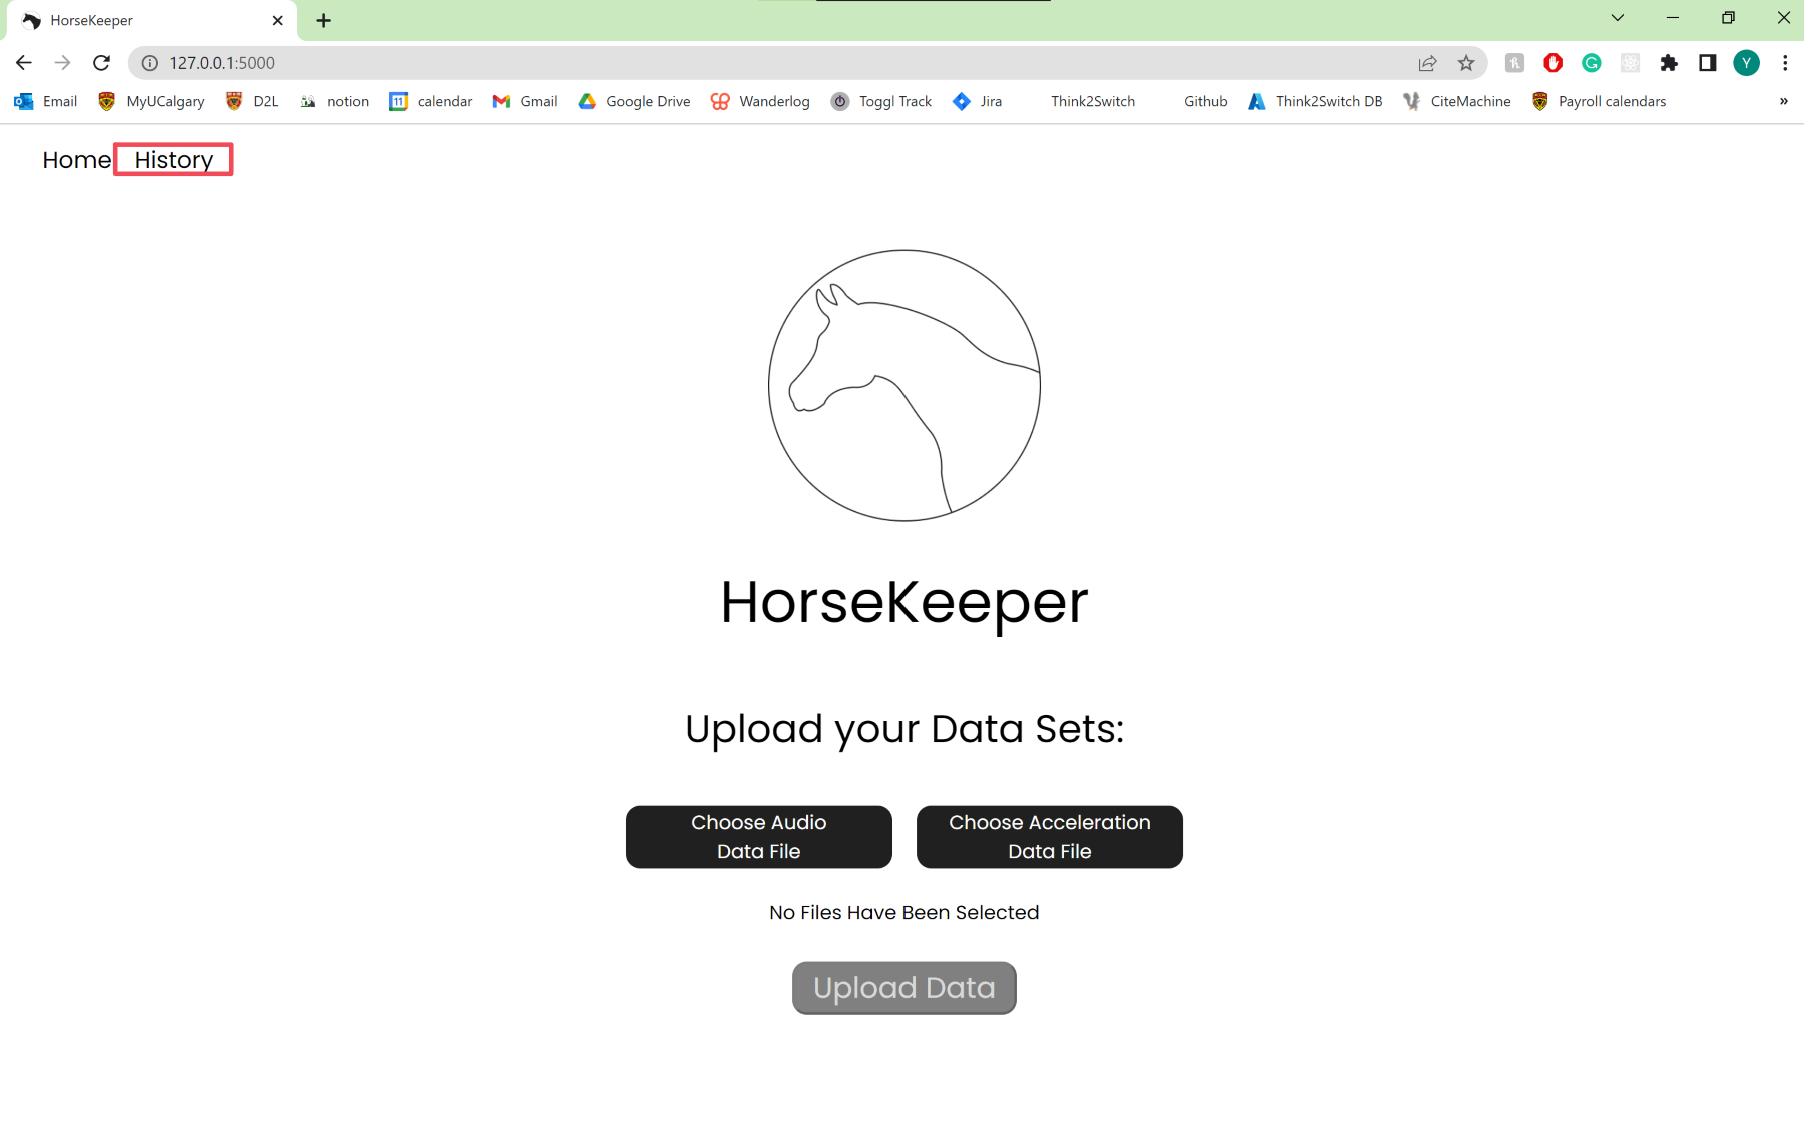 HorseKeeper
127.0.0.1:5000
Y
Email MyUCalgary D2L notion 11 calendar Gmail Google Drive Wanderlog Toggl Track Jira Think2Switch Github Think2Switch DB CiteMachine Payroll calendars »
Home History
HorseKeeper
Upload your Data Sets:
Choose Audio
Data File
Choose Acceleration
Data File
No Files Have Been Selected
Upload Data